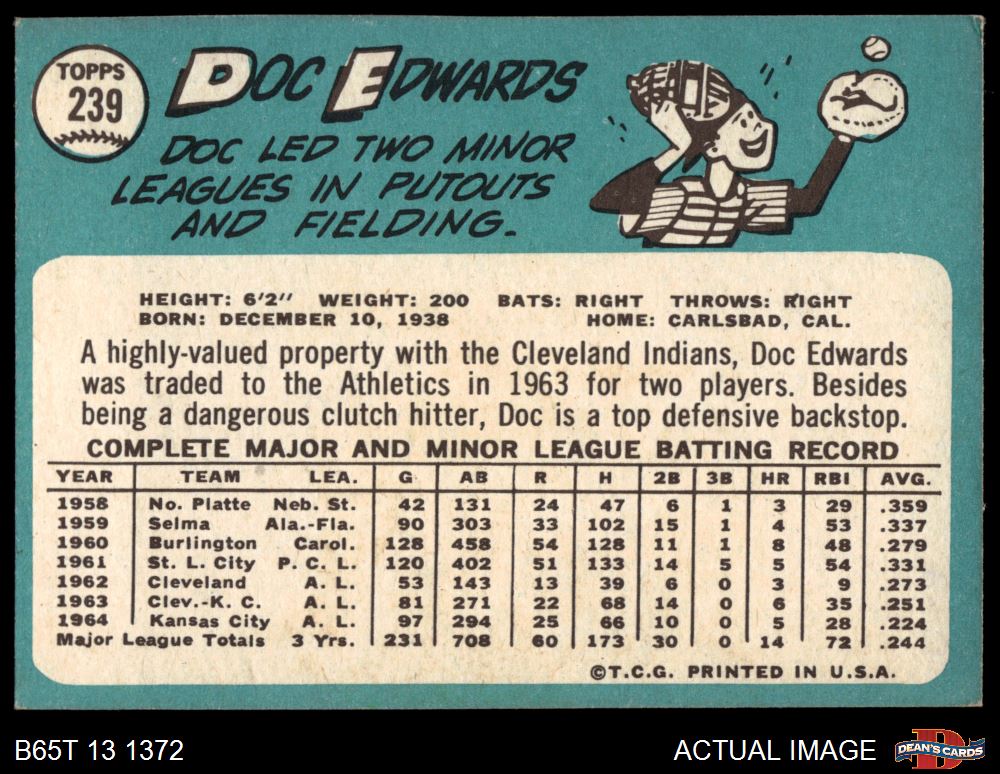 TOPPS
239
DOC EDWARDS
DOC LED TWO MINOR
LEAGUES IN PUTOUTS
AND FIELDING.
HEIGHT: 6'2" WEIGHT: 200 BATS: RIGHT THROWS: RIGHT
BORN: DECEMBER 10, 1938 HOME: CARLSBAD, CAL.
A highly-valued property with the Cleveland Indians, Doc Edwards
was traded to the Athletics in 1963 for two players. Besides
being a dangerous clutch hitter, Doc is a top defensive backstop.
COMPLETE MAJOR AND MINOR LEAGUE BATTING RECORD
YEAR TEAM LEA. G AB R H 2B 3B HR RBI AVG.
1958 No. Platte Neb. St. 42 131 24 47 6 1 3 29 .359
1959 Selma Ala.-Fla. 90 303 33 102 15 1 4 53 .337
1960 Burlington Carol. 128 458 54 128 11 1 8 48 .279
1961 St. L. City P. C. L. 120 402 51 133 14 5 5 54 .331
1962 Cleveland A. L. 53 143 13 39 6 0 3 9 .273
1963 Clev.-K. C. A. L. 81 271 22 68 14 0 6 35 .251
1964 Kansas City A. L. 97 294 25 66 10 0 5 28 .224
Major League Totals 3 Yrs. 231 708 60 173 30 0 14 72 .244
©T.C.G. PRINTED IN U.S.A.
B65T 13 1372
ACTUAL IMAGE
D
DEAN'S CARDS